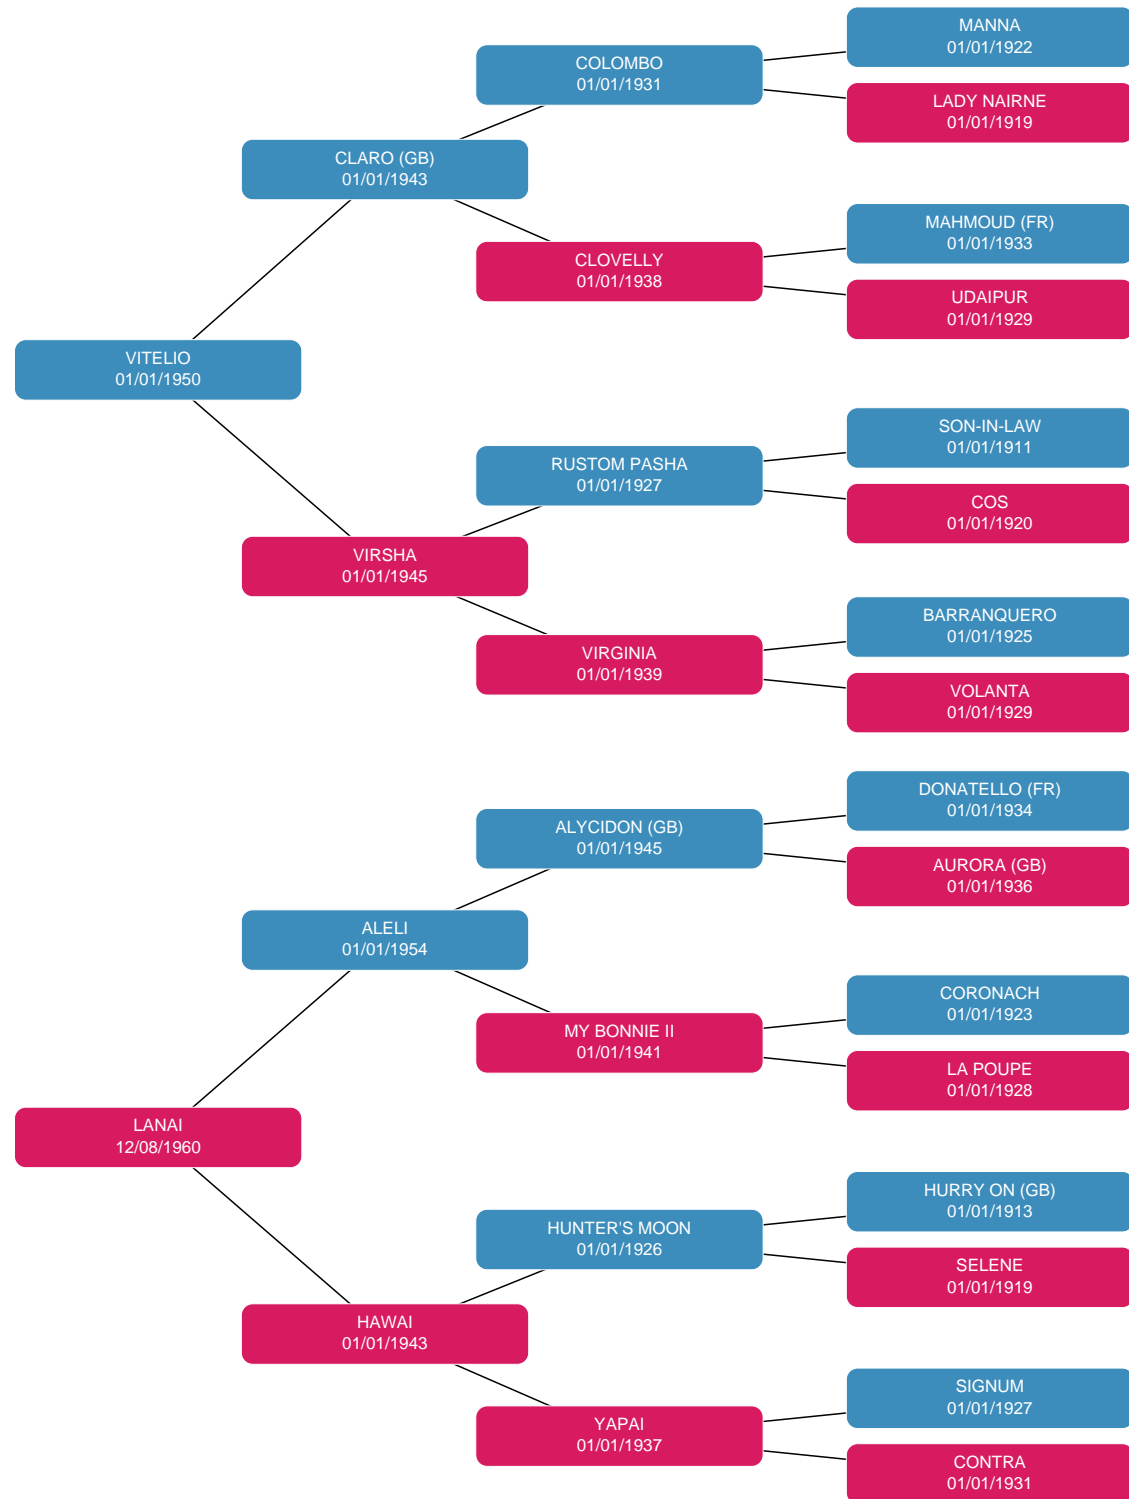 MANNA
01/01/1922
COLOMBO
01/01/1931
LADY NAIRNE
01/01/1919
CLARO (GB)
01/01/1943
MAHMOUD (FR)
01/01/1933
CLOVELLY
01/01/1938
UDAIPUR
01/01/1929
VITELIO
01/01/1950
SON-IN-LAW
01/01/1911
RUSTOM PASHA
01/01/1927
COS
01/01/1920
VIRSHA
01/01/1945
BARRANQUERO
01/01/1925
VIRGINIA
01/01/1939
VOLANTA
01/01/1929
DONATELLO (FR)
01/01/1934
ALYCIDON (GB)
01/01/1945
AURORA (GB)
01/01/1936
ALELI
01/01/1954
CORONACH
01/01/1923
MY BONNIE II
01/01/1941
LA POUPE
01/01/1928
LANAI
12/08/1960
HURRY ON (GB)
01/01/1913
HUNTER'S MOON
01/01/1926
SELENE
01/01/1919
HAWAI
01/01/1943
SIGNUM
01/01/1927
YAPAI
01/01/1937
CONTRA
01/01/1931